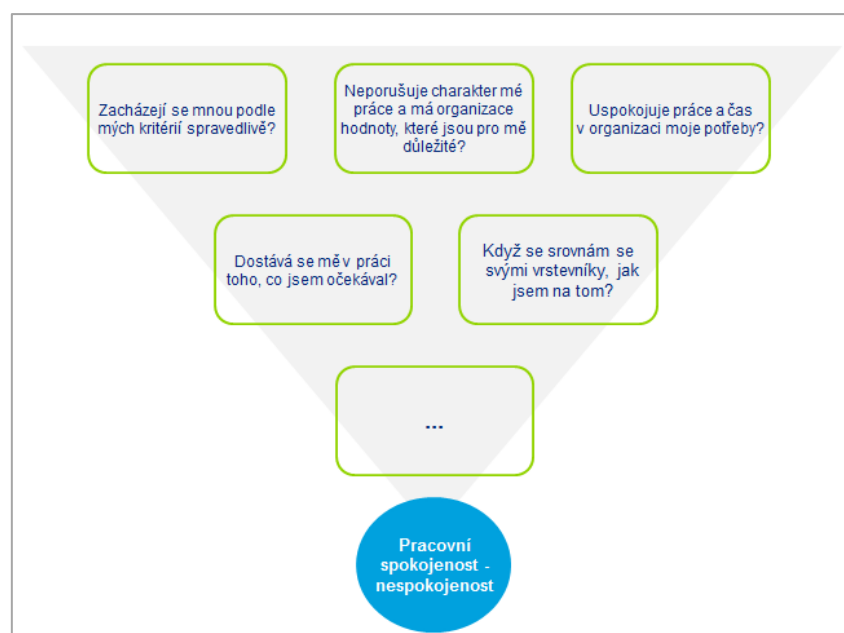 Zacházejí se mnou podle
mých kritérií spravedlivě?
Neporušuje charakter mé
práce a má organizace
hodnoty, které jsou pro mě
důležité?
Uspokojuje práce a čas
v organizaci moje potřeby?
Dostává se mě v práci
toho, co jsem očekával?
Když se srovnám se
svými vrstevníky, jak
jsem na tom?
...
Pracovní
spokojenost -
nespokojenost